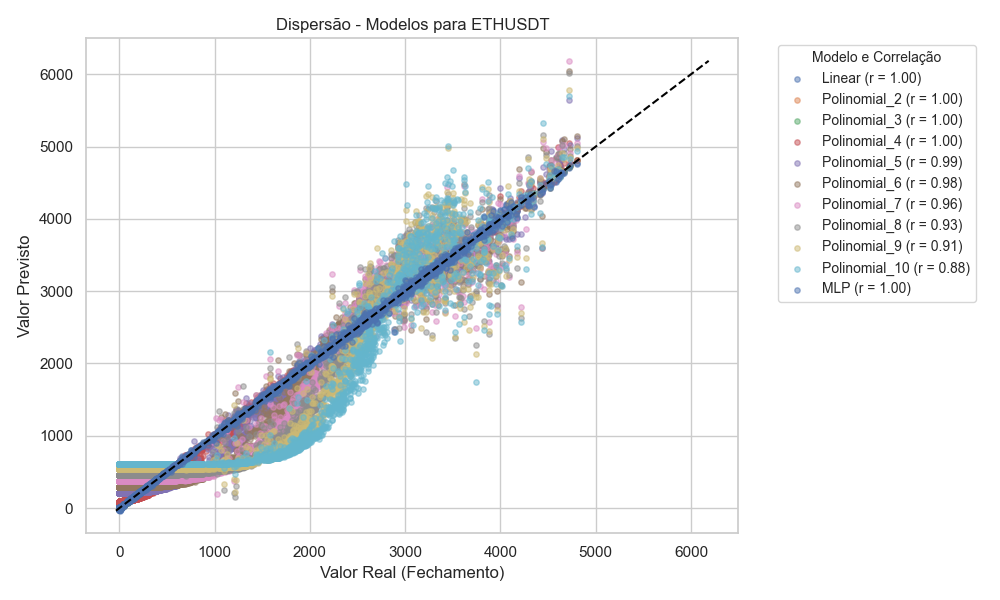 Dispersão - Modelos para ETHUSDT
Valor Previsto
6000
5000
4000
3000
2000
1000
0
0 1000 2000 3000 4000 5000 6000
Valor Real (Fechamento)
Modelo e Correlação
Linear (r = 1.00)
Polinomial_2 (r = 1.00)
Polinomial_3 (r = 1.00)
Polinomial_4 (r = 1.00)
Polinomial_5 (r = 0.99)
Polinomial_6 (r = 0.98)
Polinomial_7 (r = 0.96)
Polinomial_8 (r = 0.93)
Polinomial_9 (r = 0.91)
Polinomial_10 (r = 0.88)
MLP (r = 1.00)